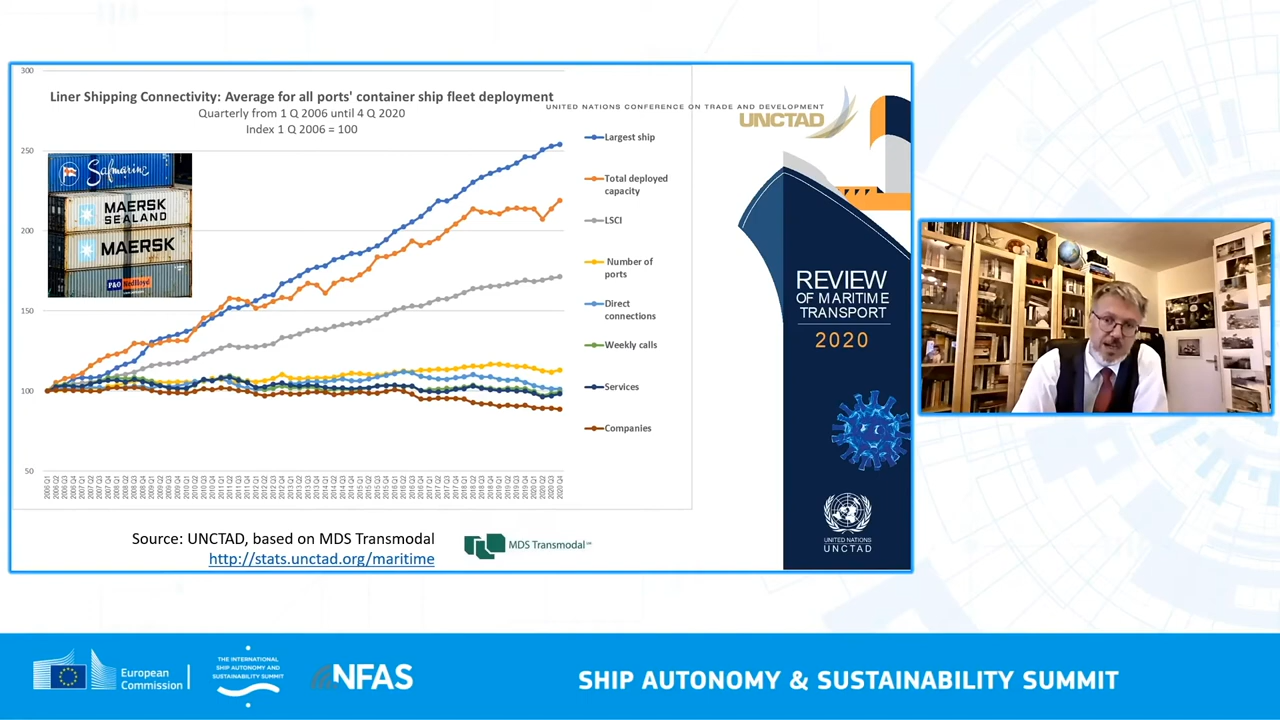 300
250
200
150
100
50
Liner Shipping Connectivity: Average for all ports' container ship fleet deployment
Quarterly from 1 Q 2006 until 4 Q 2020
Index 1 Q 2006 = 100
Safmarine
MAERSK
SEALAND
MAERSK
P&O Nedlloyd
Largest ship
Total deployed
capacity
LSCI
Number of
ports
Direct
connections
Weekly calls
Services
Companies
UNITED NATIONS CONFERENCE ON TRADE AND DEVELOPMENT
UNCTAD
REVIEW
OF MARITIME
TRANSPORT
2020
UNITED NATIONS
UNCTAD
Source: UNCTAD, based on MDS Transmodal
http://stats.unctad.org/maritime
MDS Transmodal
European
Commission
THE INTERNATIONAL
SHIP AUTONOMY AND
SUSTAINABILITY SUMMIT
NFAS
SHIP AUTONOMY & SUSTAINABILITY SUMMIT